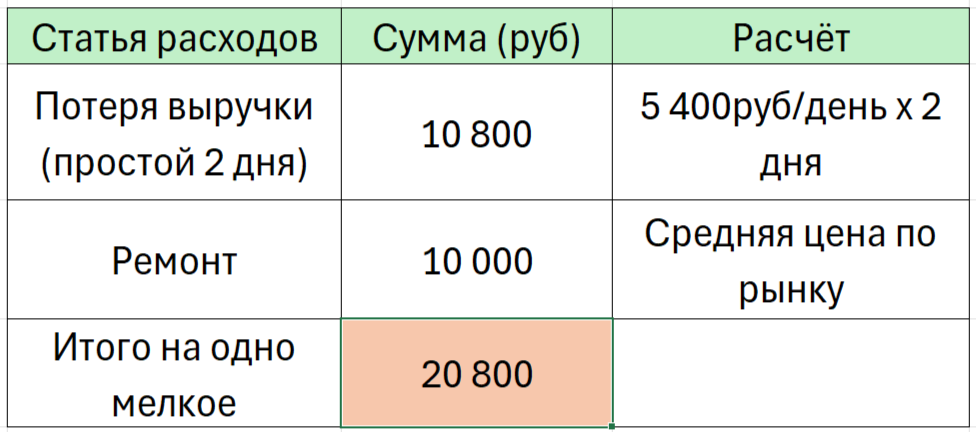 Статья расходов
Сумма (руб)
Расчёт
Потеря выручки
(простой 2 дня)
10 800
5 400руб/день x 2
дня
Ремонт
10 000
Средняя цена по
рынку
Итого на одно
мелкое
20 800